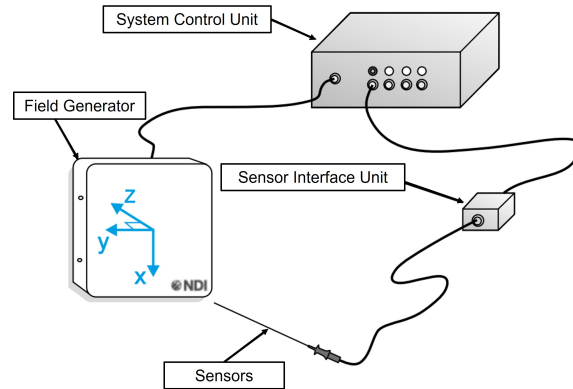 System Control Unit
Field Generator
Sensor Interface Unit
z
y
x
NDI
Sensors